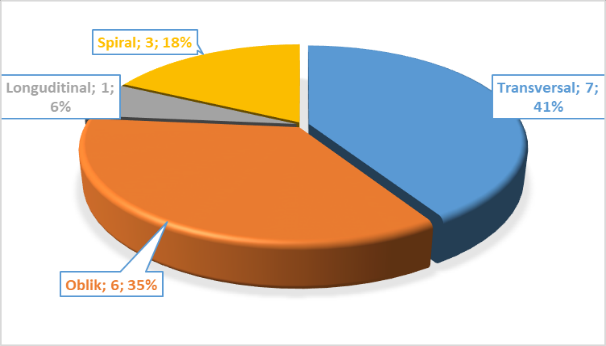 Spiral; 3; 18%
Longuditinal; 1;
6%
Transversal; 7;
41%
Oblik; 6; 35%